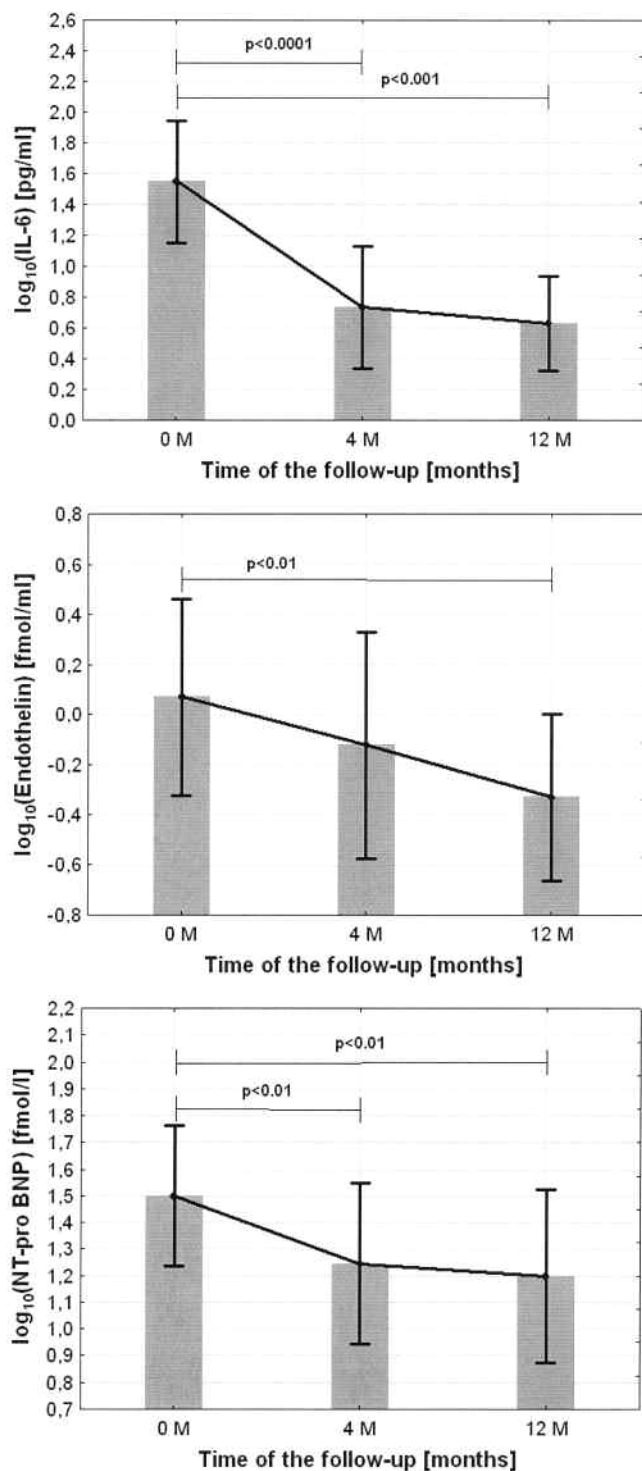 2,6
2,4
2,2
2,0
1,8
1,6
1,4
1,2
1,0
0,8
0,6
0,4
0,2
0,0
log10(IL-6) [pg/ml]
p<0.0001
p<0.001
0 M 4 M 12 M
Time of the follow-up [months]
0,8
0,6
0,4
0,2
0,0
-0,2
-0,4
-0,6
-0,8
log10(Endothelin) [fmol/ml]
p<0.01
0 M 4 M 12 M
Time of the follow-up [months]
2,2
2,1
2,0
1,9
1,8
1,7
1,6
1,5
1,4
1,3
1,2
1,1
1,0
0,9
0,8
0,7
log10(NT-pro BNP) [fmol/l]
p<0.01
p<0.01
0 M 4 M 12 M
Time of the follow-up [months]